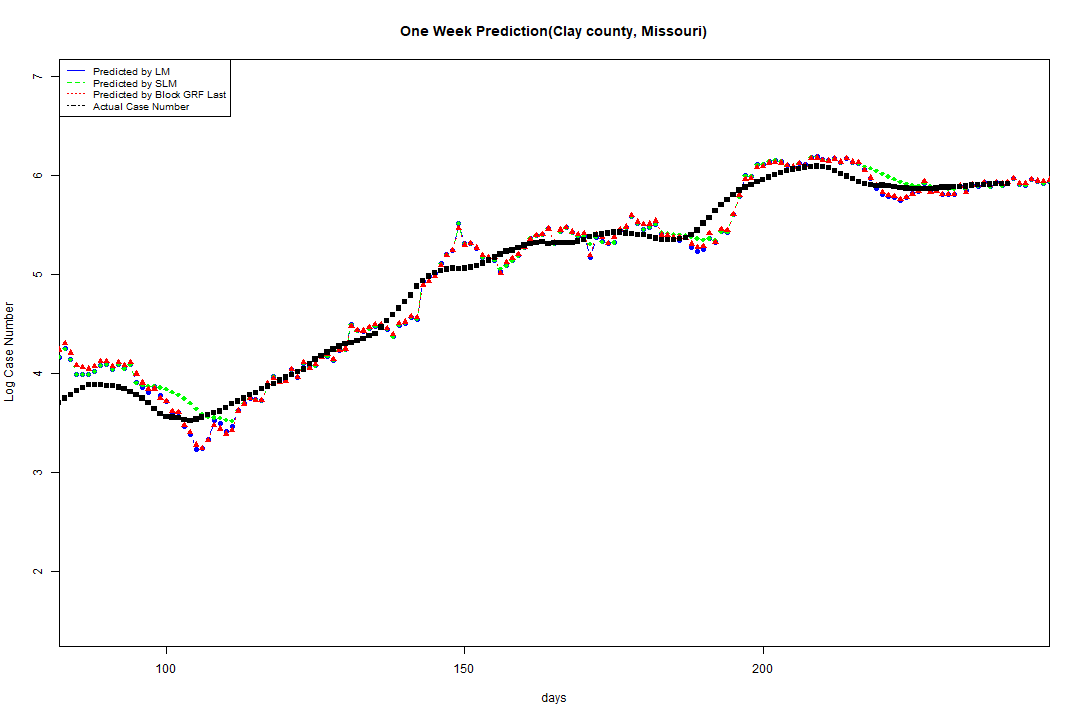 One Week Prediction(Clay county, Missouri)
Predicted by LM
Predicted by SLM
Predicted by Block GRF Last
Actual Case Number
7
6
5
4
3
2
Log Case Number
100 150 200
days